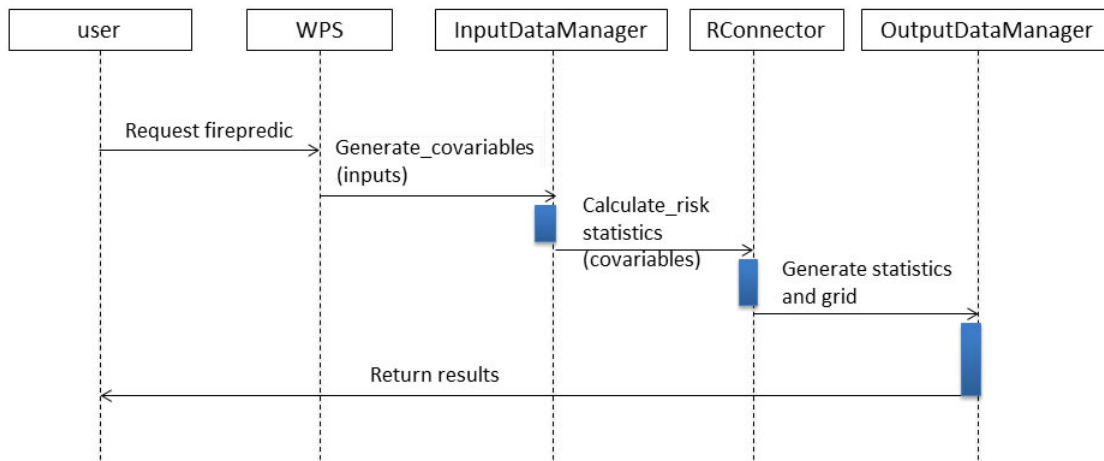 user
WPS
InputDataManager
RConnector
OutputDataManager
Request firepredic
Generate_covariables
(inputs)
Calculate_risk
statistics
(covariables)
Generate statistics
and grid
Return results